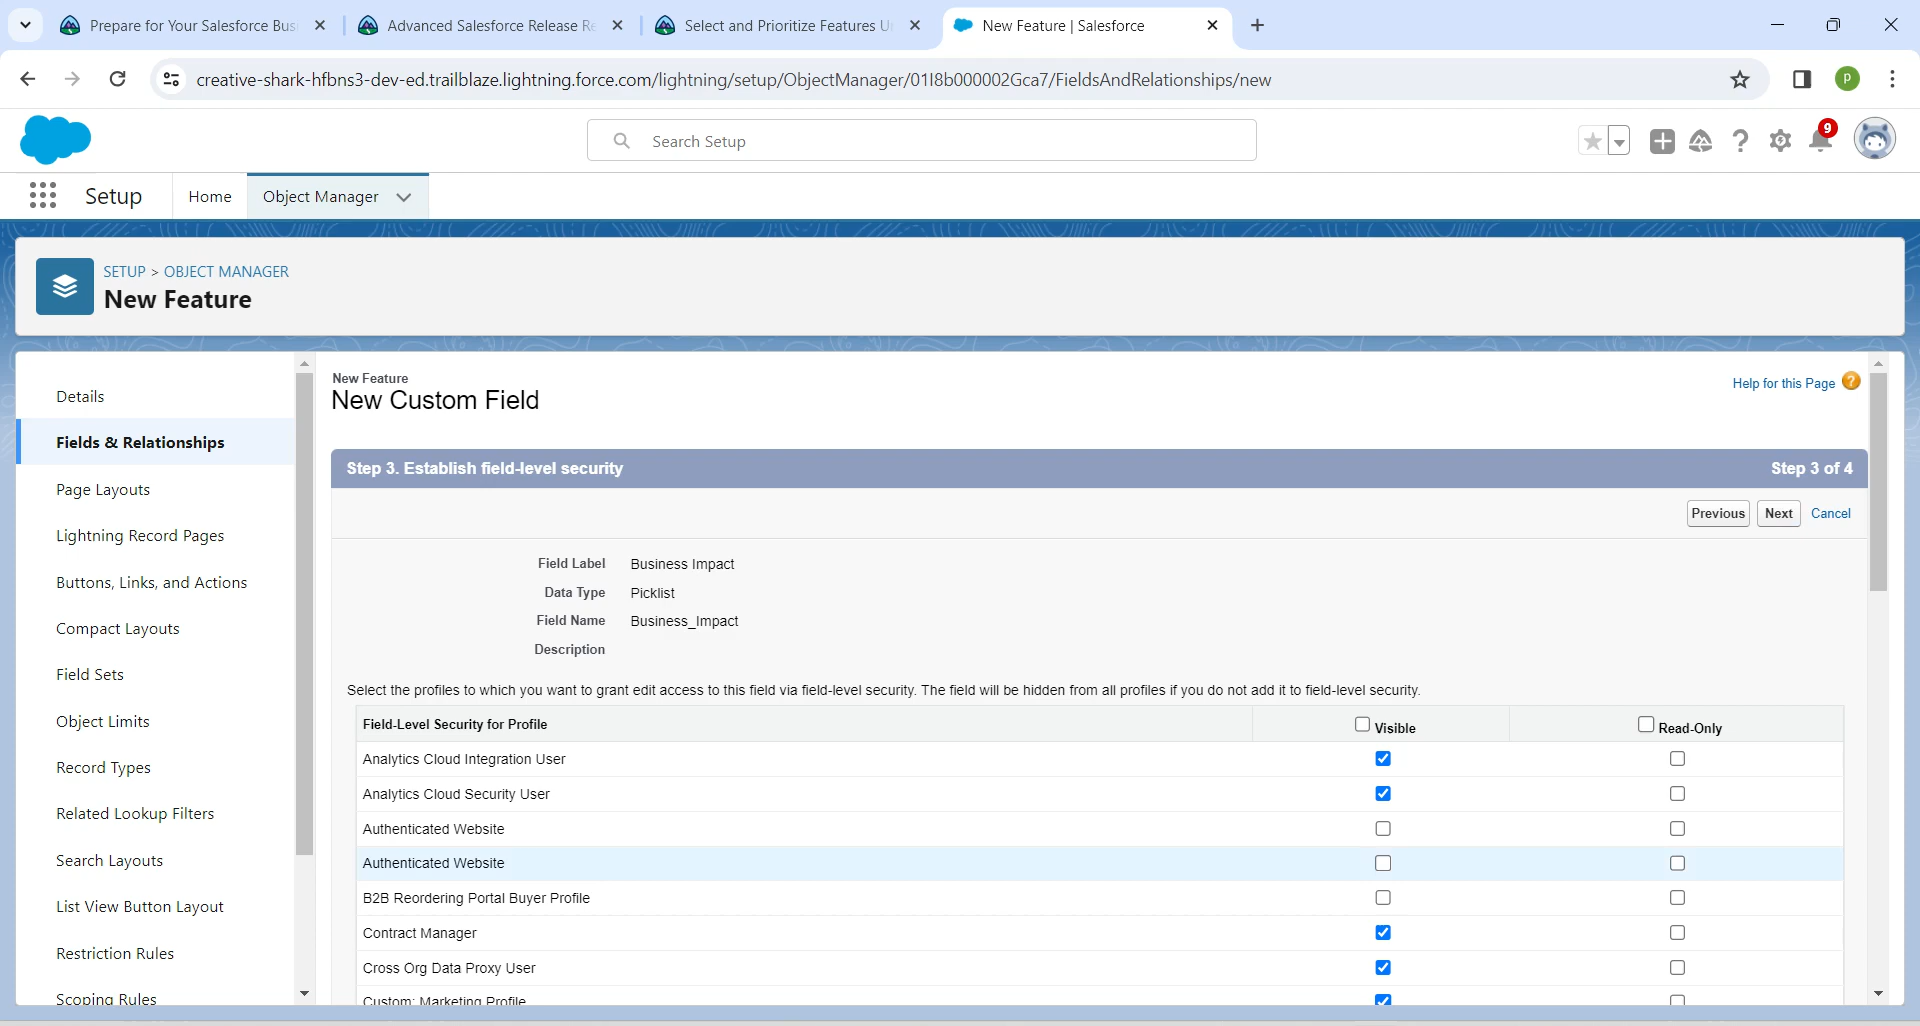 Prepare for Your Salesforce Bus
Advanced Salesforce Release Re
Select and Prioritize Features U
New Feature | Salesforce
creative-shark-hfbns3-dev-ed.trailblaze.lightning.force.com/lightning/setup/ObjectManager/01I8b000002Gca7/FieldsAndRelationships/new
P
Search Setup
9
Setup
Home
Object Manager
SETUP > OBJECT MANAGER
New Feature
Details
Fields & Relationships
Page Layouts
Lightning Record Pages
Buttons, Links, and Actions
Compact Layouts
Field Sets
Object Limits
Record Types
Related Lookup Filters
Search Layouts
List View Button Layout
Restriction Rules
Scoping Rules
New Feature
New Custom Field
Help for this Page ?
Step 3. Establish field-level security
Step 3 of 4
Previous Next Cancel
Field Label Business Impact
Data Type Picklist
Field Name Business_Impact
Description
Select the profiles to which you want to grant edit access to this field via field-level security. The field will be hidden from all profiles if you do not add it to field-level security.
Field-Level Security for Profile Visible Read-Only
Analytics Cloud Integration User
Analytics Cloud Security User
Authenticated Website
Authenticated Website
B2B Reordering Portal Buyer Profile
Contract Manager
Cross Org Data Proxy User
Custom: Marketing Profile